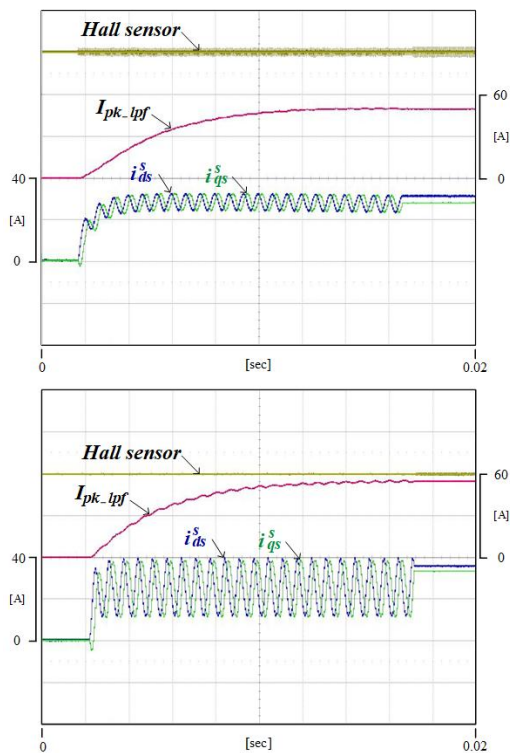 Hall sensor
60
I_pk_lpf
[A]
i^s_ds
i^s_qs
0
40
[A]
0
0
[sec]
0.02
Hall sensor
60
I_pk_lpf
[A]
i^s_ds
i^s_qs
40
0
[A]
0
0
[sec]
0.02